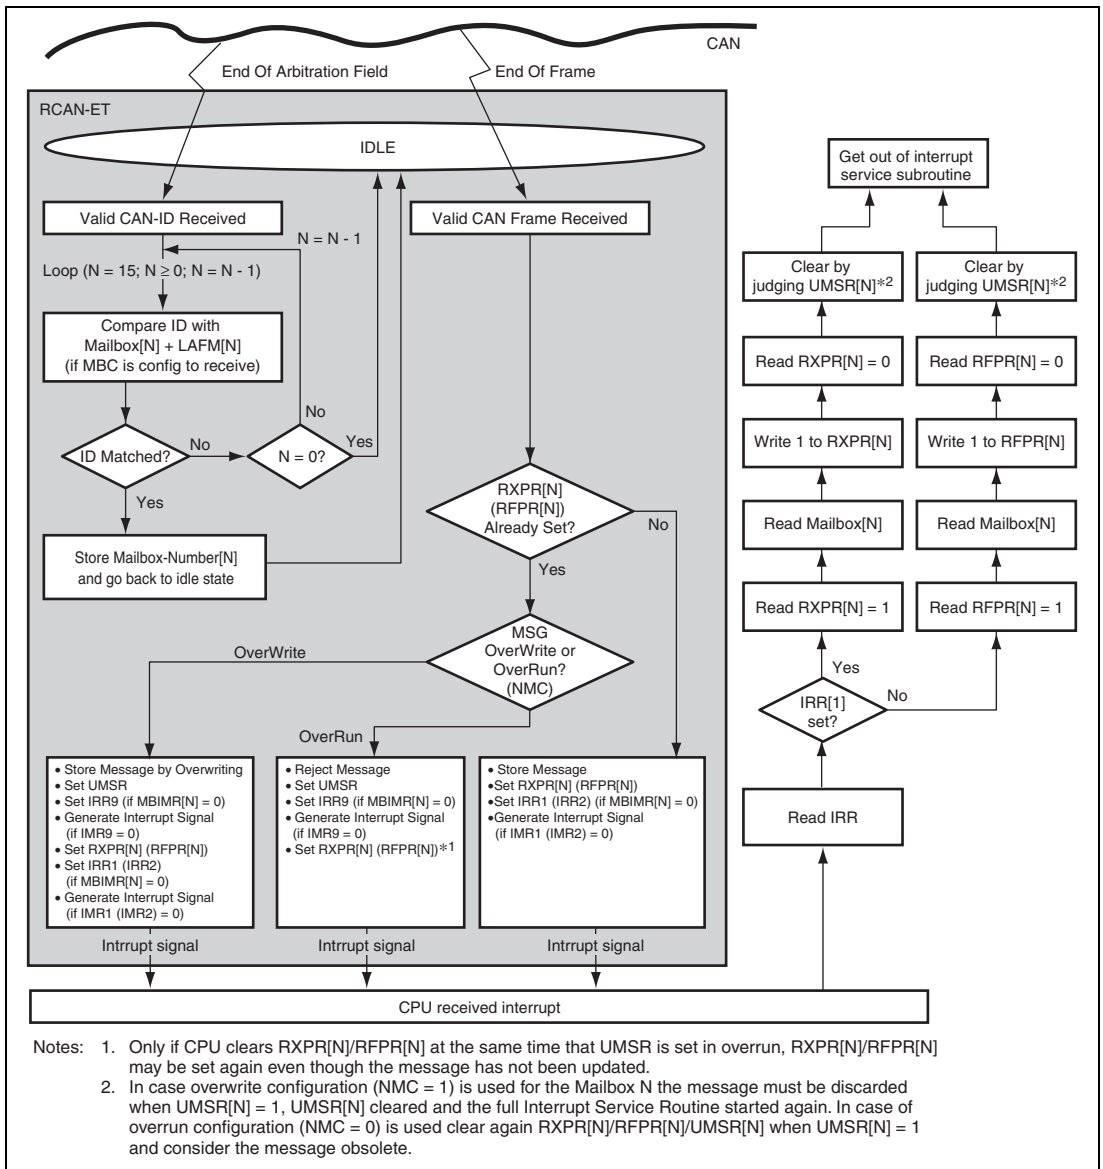 CAN
End Of Arbitration Field
End Of Frame
RCAN-ET
IDLE
Valid CAN-ID Received
Valid CAN Frame Received
N = N - 1
Loop (N = 15; N ≥ 0; N = N - 1)
Compare ID with
Mailbox[N] + LAFM[N]
(if MBC is config to receive)
No
ID Matched?
No
N = 0?
Yes
Yes
Store Mailbox-Number[N]
and go back to idle state
RXPR[N]
(RFPR[N])
Already Set?
No
Yes
MSG
OverWrite or
OverRun?
(NMC)
OverWrite
OverRun
• Store Message by Overwriting
• Set UMSR
• Set IRR9 (if MBIMR[N] = 0)
• Generate Interrupt Signal
(if IMR9 = 0)
• Set RXPR[N] (RFPR[N])
• Set IRR1 (IRR2)
(if MBIMR[N] = 0)
• Generate Interrupt Signal
(if IMR1 (IMR2) = 0)
• Reject Message
• Set UMSR
• Set IRR9 (if MBIMR[N] = 0)
• Generate Interrupt Signal
(if IMR9 = 0)
• Set RXPR[N] (RFPR[N])*1
• Store Message
•Set RXPR[N] (RFPR[N])
•Set IRR1 (IRR2) (if MBIMR[N] = 0)
•Generate Interrupt Signal
(if IMR1 (IMR2) = 0)
Intrrupt signal
Intrrupt signal
Intrrupt signal
CPU received interrupt
Get out of interrupt
service subroutine
Clear by
judging UMSR[N]*2
Clear by
judging UMSR[N]*2
Read RXPR[N] = 0
Read RFPR[N] = 0
Write 1 to RXPR[N]
Write 1 to RFPR[N]
Read Mailbox[N]
Read Mailbox[N]
Read RXPR[N] = 1
Read RFPR[N] = 1
Yes
No
IRR[1]
set?
Read IRR
Notes: 1. Only if CPU clears RXPR[N]/RFPR[N] at the same time that UMSR is set in overrun, RXPR[N]/RFPR[N]
may be set again even though the message has not been updated.
2. In case overwrite configuration (NMC = 1) is used for the Mailbox N the message must be discarded
when UMSR[N] = 1, UMSR[N] cleared and the full Interrupt Service Routine started again. In case of
overrun configuration (NMC = 0) is used clear again RXPR[N]/RFPR[N]/UMSR[N] when UMSR[N] = 1
and consider the message obsolete.